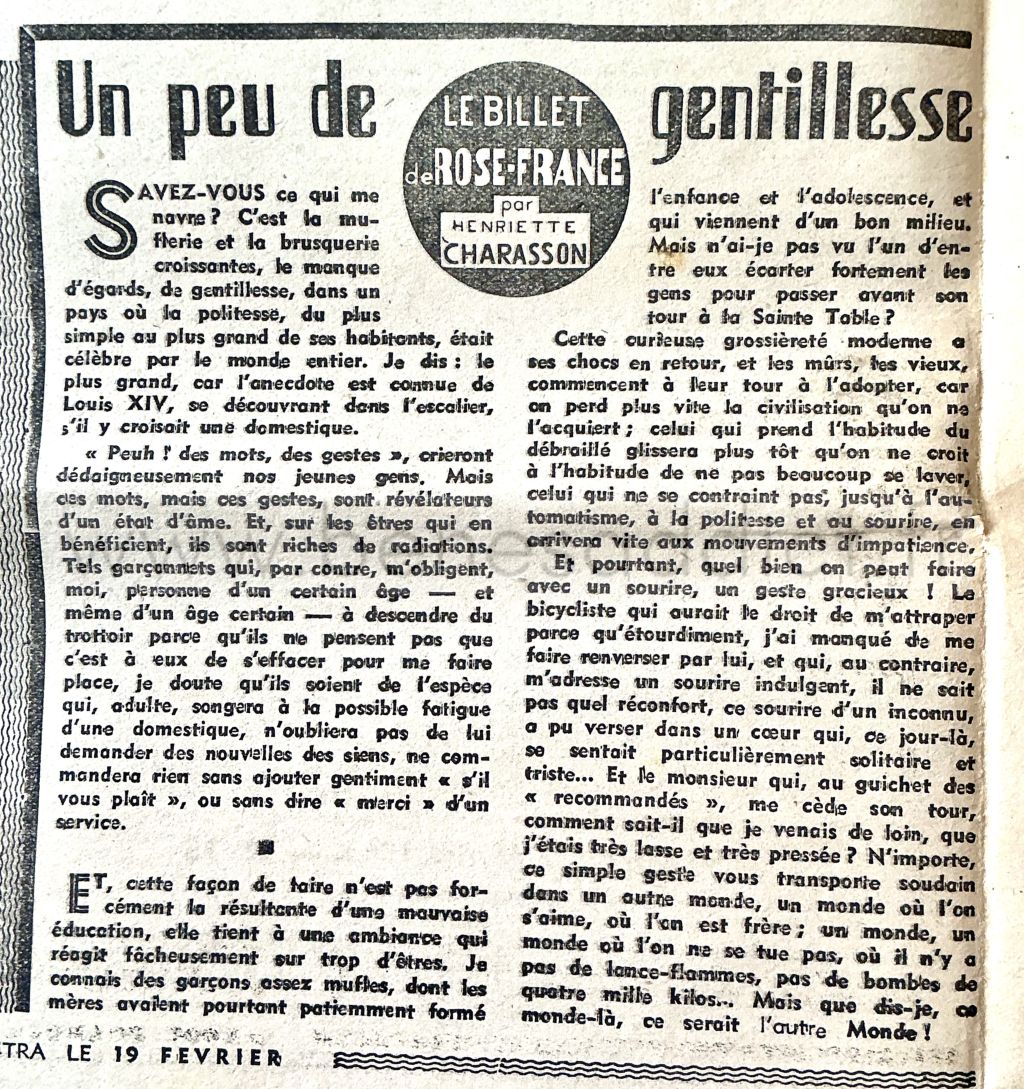 Un peu de gentillesse
LE BILLET
de ROSE-FRANCE
par
HENRIETTE
CHARASSON
SAVEZ-VOUS ce qui me
navre ? C'est la mu-
flerie et la brusquerie
croissantes, le manque
d'égards, de gentillesse, dans un
pays où la politesse, du plus
simple au plus grand de ses habitants, était
célèbre par le monde entier. Je dis : le
plus grand, car l'anecdote est connue de
Louis XIV, se découvrant dans l'escalier,
s'il y croisait une domestique.
« Peuh ! des mots, des gestes », crieront
dédaigneusement nos jeunes gens. Mais
ces mots, mais ces gestes, sont révélateurs
d'un état d'âme. Et, sur les êtres qui en
bénéficient, ils sont riches de radiations.
Tels garçonnets qui, par contre, m'obligent,
moi, personne d'un certain âge — et
même d'un âge certain — à descendre du
trottoir parce qu'ils ne pensent pas que
c'est à eux de s'effacer pour me faire
place, je doute qu'ils soient de l'espèce
qui, adulte, songera à la possible fatigue
d'une domestique, n'oubliera pas de lui
demander des nouvelles des siens, ne com-
mandera rien sans ajouter gentiment « s'il
vous plaît », ou sans dire « merci » d'un
service.
ET, cette façon de faire n'est pas for-
cément la résultante d'une mauvaise
éducation, elle tient à une ambiance qui
réagit fâcheusement sur trop d'êtres. Je
connais des garçons assez mufles, dont les
mères avaient pourtant patiemment formé
l'enfance et l'adolescence, et
qui viennent d'un bon milieu.
Mais n'ai-je pas vu l'un d'en-
tre eux écarter fortement les
gens pour passer avant son
tour à la Sainte Table ?
Cette curieuse grossièreté moderne a
ses chocs en retour, et les mûrs, les vieux,
commencent à leur tour à l'adopter, car
on perd plus vite la civilisation qu'on ne
l'acquiert ; celui qui prend l'habitude du
débraillé glissera plus tôt qu'on ne croit
à l'habitude de ne pas beaucoup se laver,
celui qui ne se contraint pas, jusqu'à l'au-
tomatisme, à la politesse et au sourire, en
arrivera vite aux mouvements d'impatience.
Et pourtant, quel bien on peut faire
avec un sourire, un geste gracieux ! Le
bicycliste qui aurait le droit de m'attraper
parce qu'étourdiment, j'ai manqué de me
faire renverser par lui, et qui, au contraire,
m'adresse un sourire indulgent, il ne sait
pas quel réconfort, ce sourire d'un inconnu,
a pu verser dans un cœur qui, ce jour-là,
se sentait particulièrement solitaire et
triste... Et le monsieur qui, au guichet des
« recommandés », me cède son tour,
comment sait-il que je venais de loin, que
j'étais très lasse et très pressée ? N'importe,
ce simple geste vous transporte soudain
dans un autre monde, un monde où l'on
s'aime, où l'on est frère ; un monde, un
monde où l'on ne se tue pas, où il n'y a
pas de lance-flammes, pas de bombes de
quatre mille kilos... Mais que dis-je, ce
monde-là, ce serait l'autre Monde !
TRA LE 19 FEVRIER